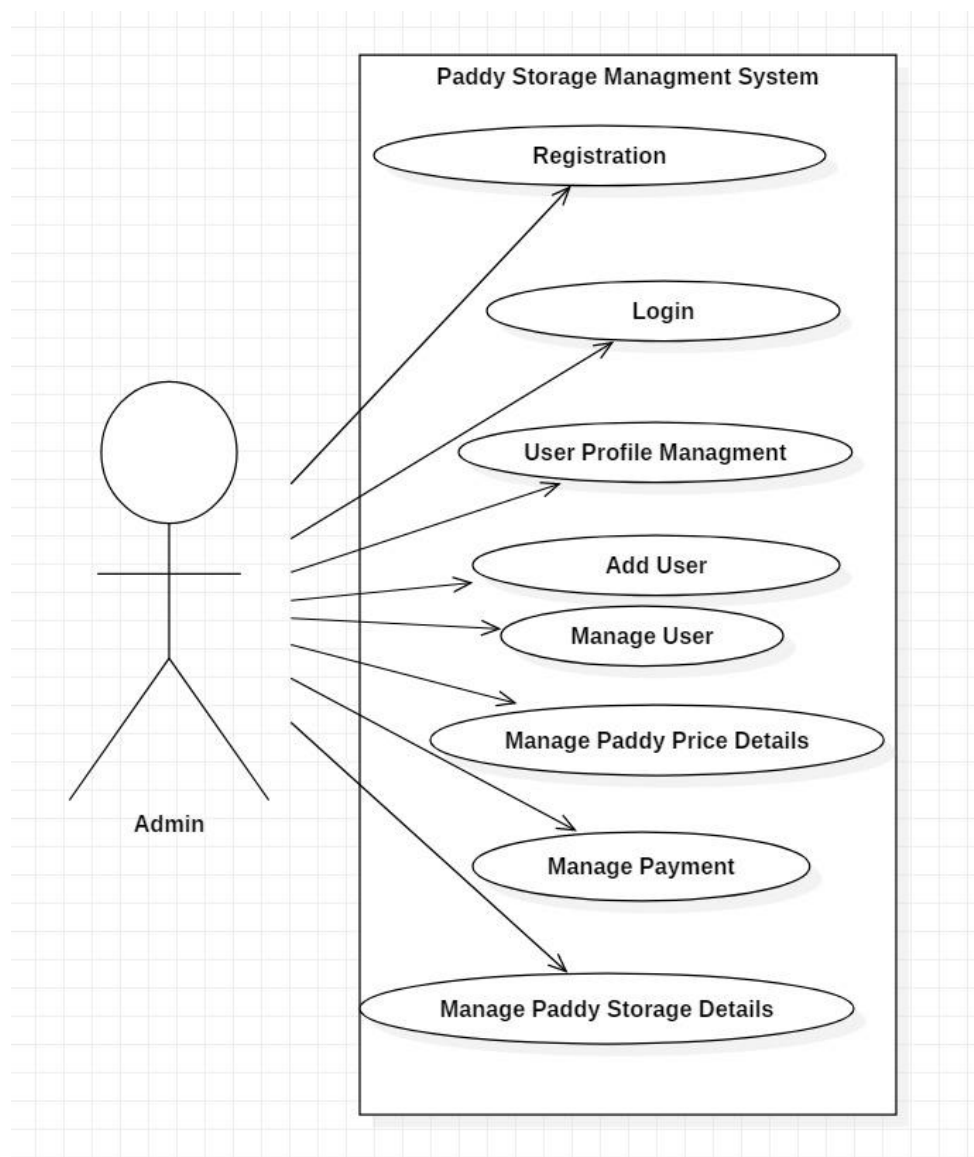 Paddy Storage Managment System
Registration
Login
User Profile Managment
Add User
Manage User
Manage Paddy Price Details
Admin
Manage Payment
Manage Paddy Storage Details